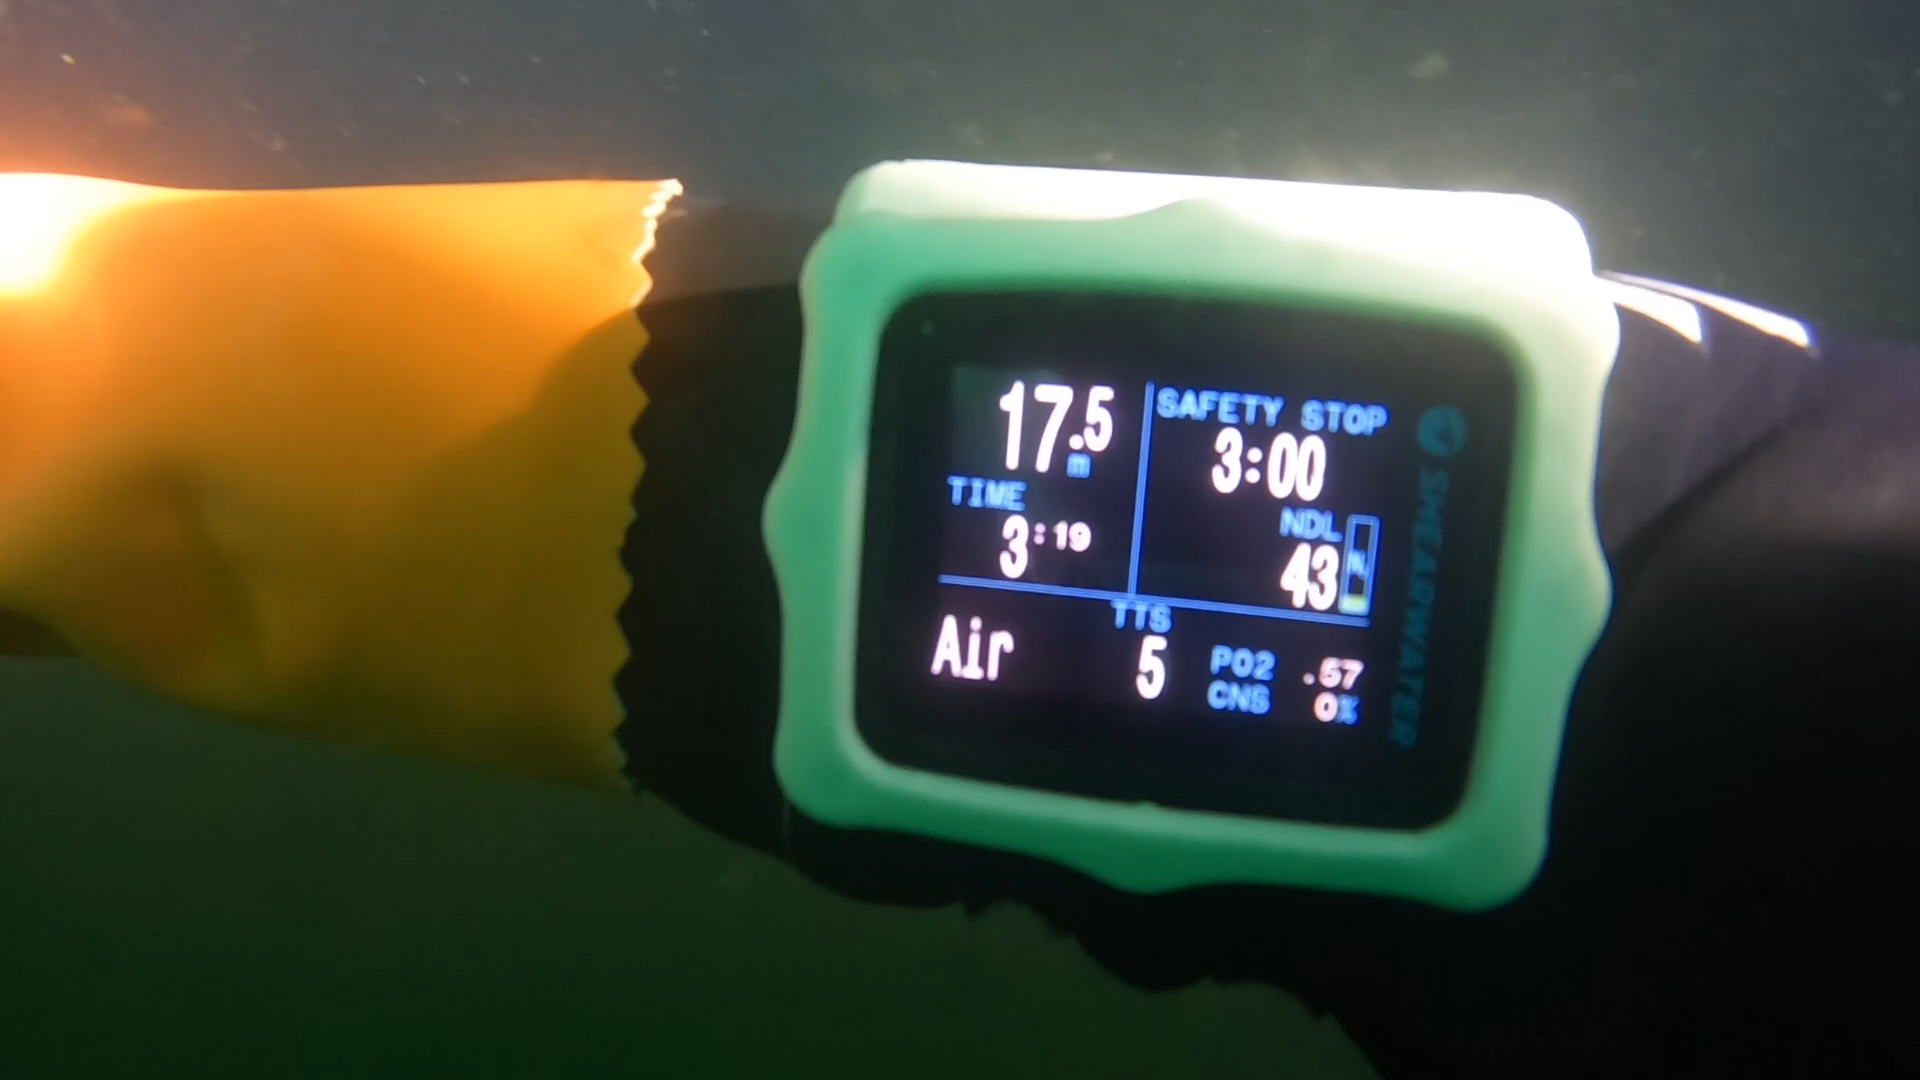 17.5
m
TIME
3:19
SAFETY STOP
3:00
NDL
43
N₂
Air
TTS
5
PO2 .57
CNS 0%
SHEARWATER